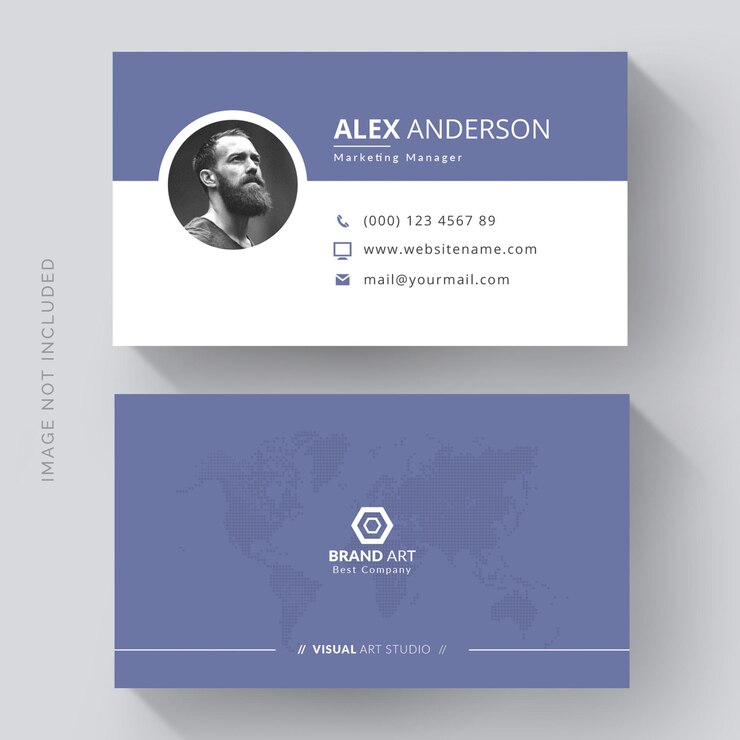 ALEX ANDERSON
Marketing Manager
(000) 123 4567 89
www.websitename.com
mail@yourmail.com
IMAGE NOT INCLUDED
BRAND ART
Best Company
// VISUAL ART STUDIO //